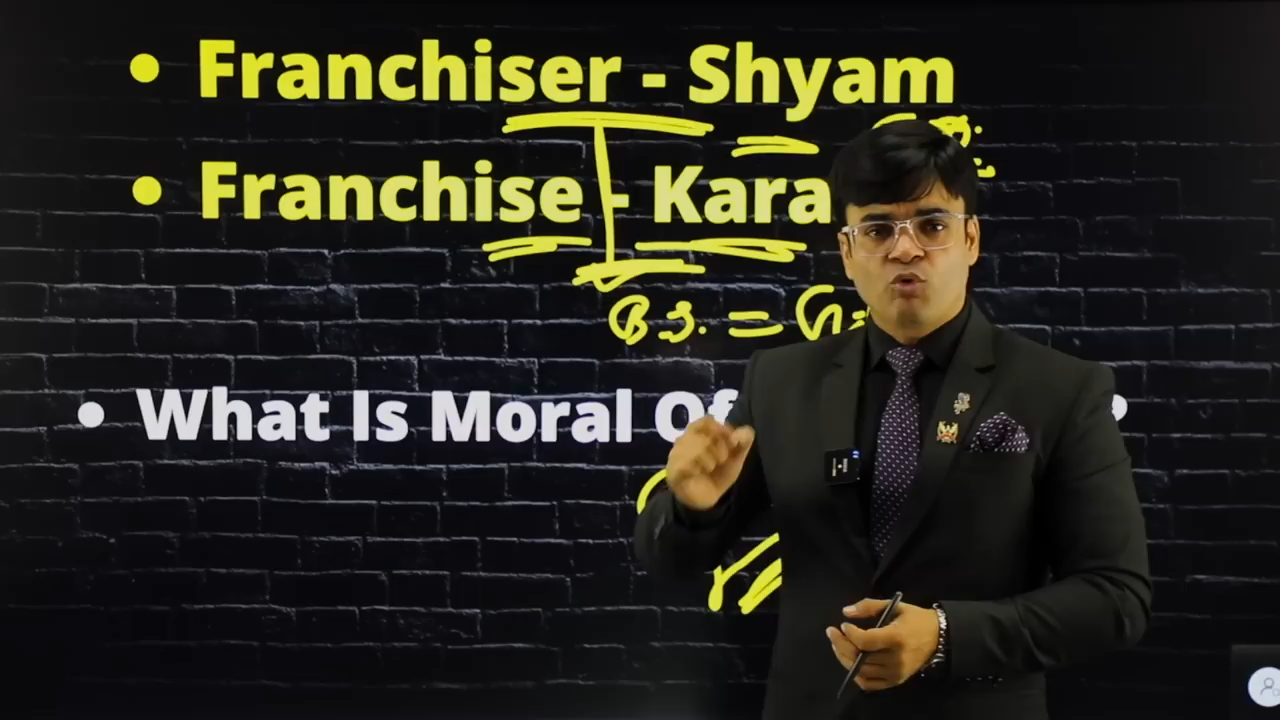 • Franchiser - Shyam
• Franchise - Kara
B.S. =
• What Is Moral Of ?